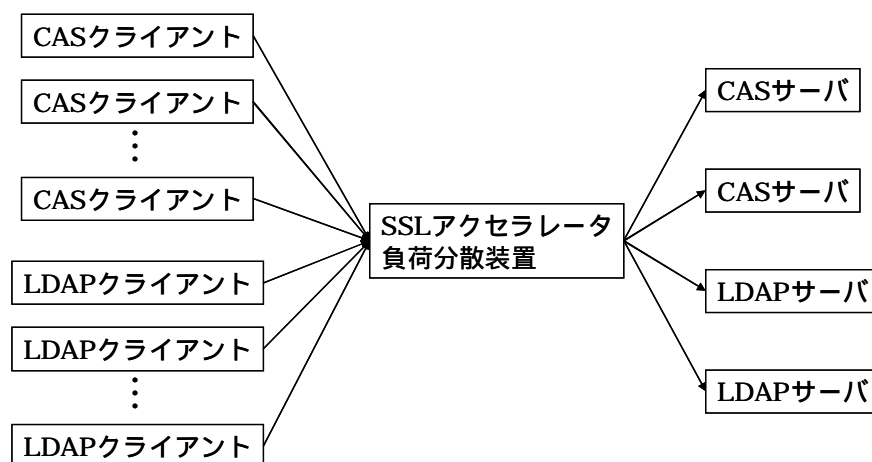 CASクライアント
CASクライアント
⋮
CASクライアント
LDAPクライアント
LDAPクライアント
⋮
LDAPクライアント
SSLアクセラレータ
負荷分散装置
CASサーバ
CASサーバ
LDAPサーバ
LDAPサーバ